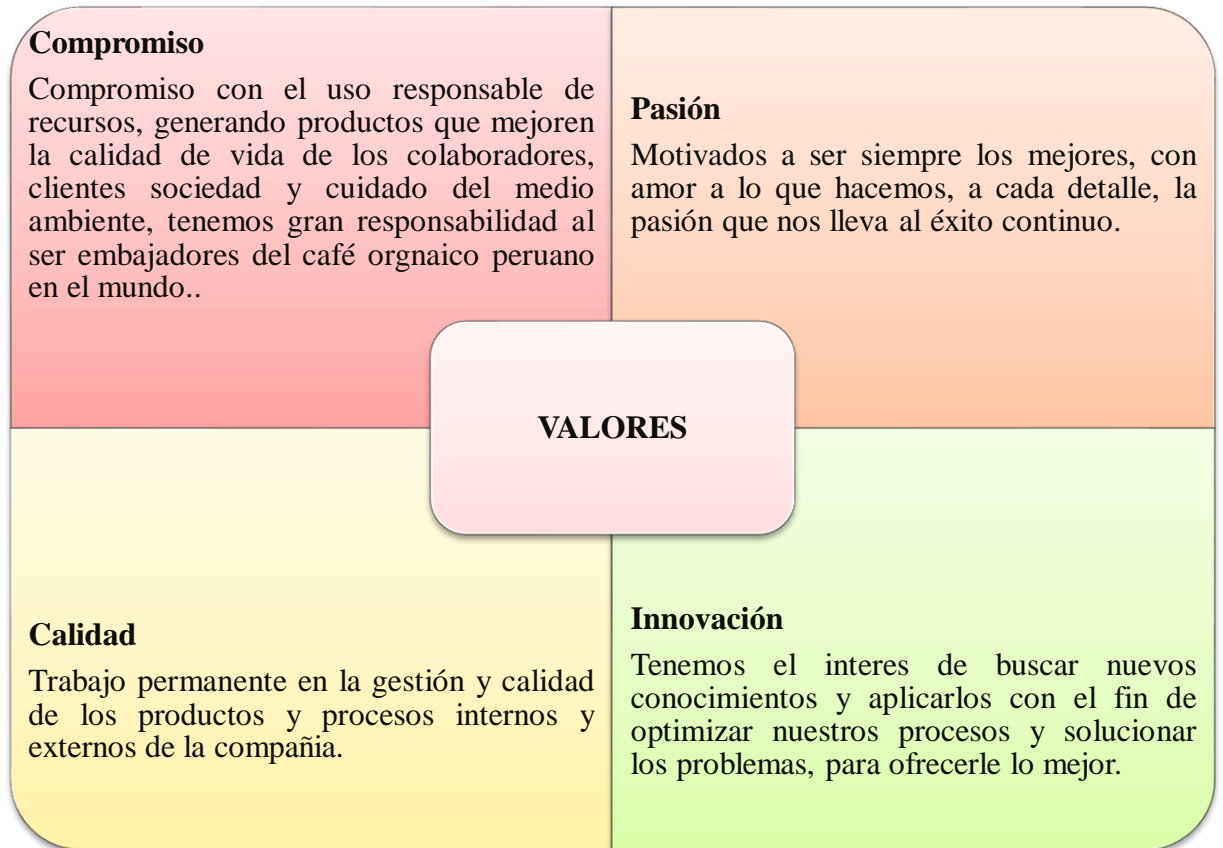 Compromiso
Compromiso con el uso responsable de
recursos, generando productos que mejoren
la calidad de vida de los colaboradores,
clientes sociedad y cuidado del medio
ambiente, tenemos gran responsabilidad al
ser embajadores del café orgnaico peruano
en el mundo..
Pasión
Motivados a ser siempre los mejores, con
amor a lo que hacemos, a cada detalle, la
pasión que nos lleva al éxito continuo.
VALORES
Calidad
Trabajo permanente en la gestión y calidad
de los productos y procesos internos y
externos de la compañia.
Innovación
Tenemos el interes de buscar nuevos
conocimientos y aplicarlos con el fin de
optimizar nuestros procesos y solucionar
los problemas, para ofrecerle lo mejor.